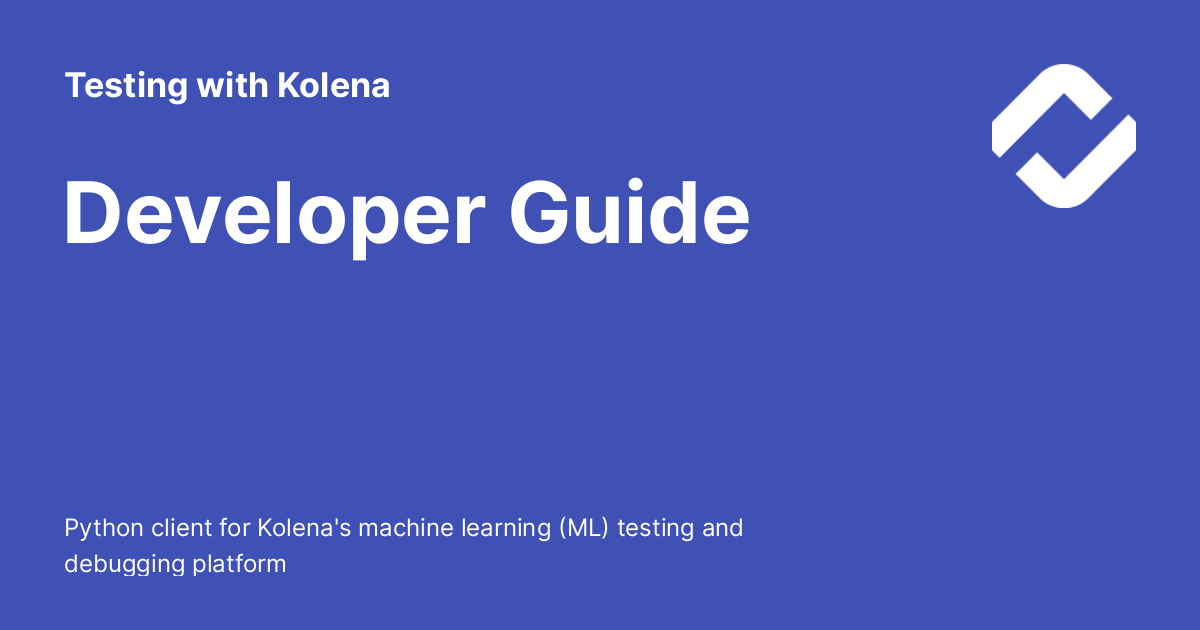 Testing with Kolena
Developer Guide
Python client for Kolena's machine learning (ML) testing and
debugging platform